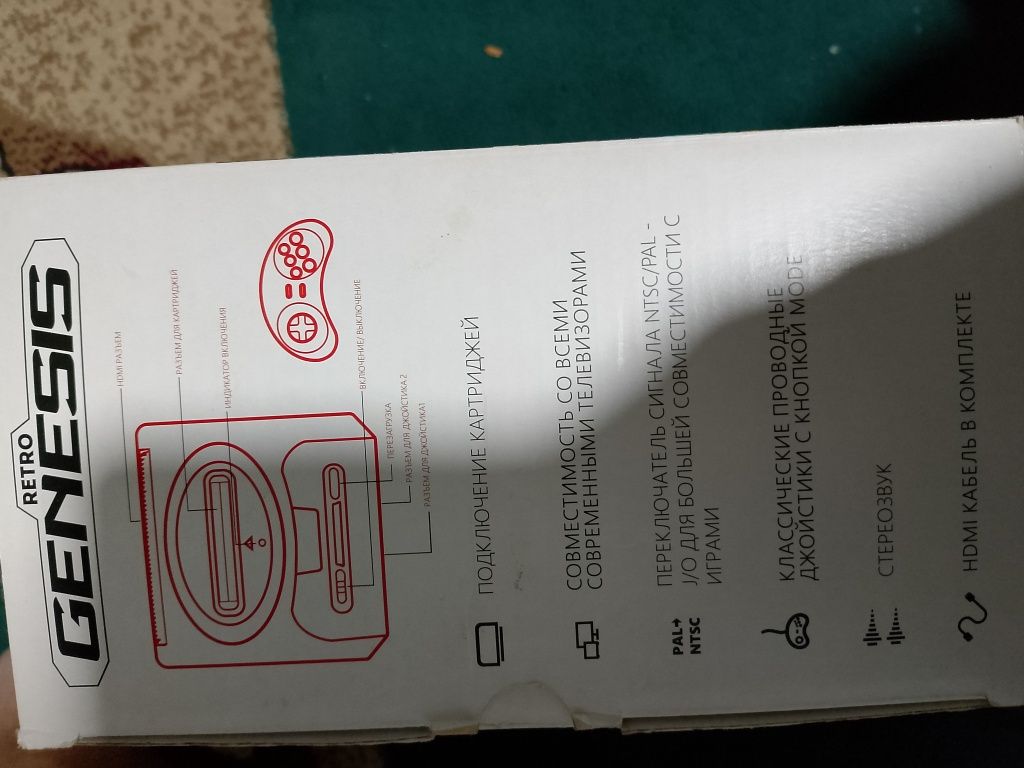 RETRO
GENESIS
HDMI РАЗЪЕМ
РАЗЪЕМ ДЛЯ КАРТРИДЖЕЙ
ИНДИКАТОР ВКЛЮЧЕНИЯ
ВКЛЮЧЕНИЕ/ ВЫКЛЮЧЕНИЕ
ПЕРЕЗАГРУЗКА
РАЗЪЕМ ДЛЯ ДЖОЙСТИКА 2
РАЗЪЕМ ДЛЯ ДЖОЙСТИКА1
ПОДКЛЮЧЕНИЕ КАРТРИДЖЕЙ
СОВМЕСТИМОСТЬ СО ВСЕМИ
СОВРЕМЕННЫМИ ТЕЛЕВИЗОРАМИ
PAL→
NTSC
ПЕРЕКЛЮЧАТЕЛЬ СИГНАЛА NTSC/PAL -
J/O ДЛЯ БОЛЬШЕЙ СОВМЕСТИМОСТИ С
ИГРАМИ
КЛАССИЧЕСКИЕ ПРОВОДНЫЕ
ДЖОЙСТИКИ С КНОПКОЙ MODE
СТЕРЕОЗВУК
HDMI КАБЕЛЬ В КОМПЛЕКТЕ